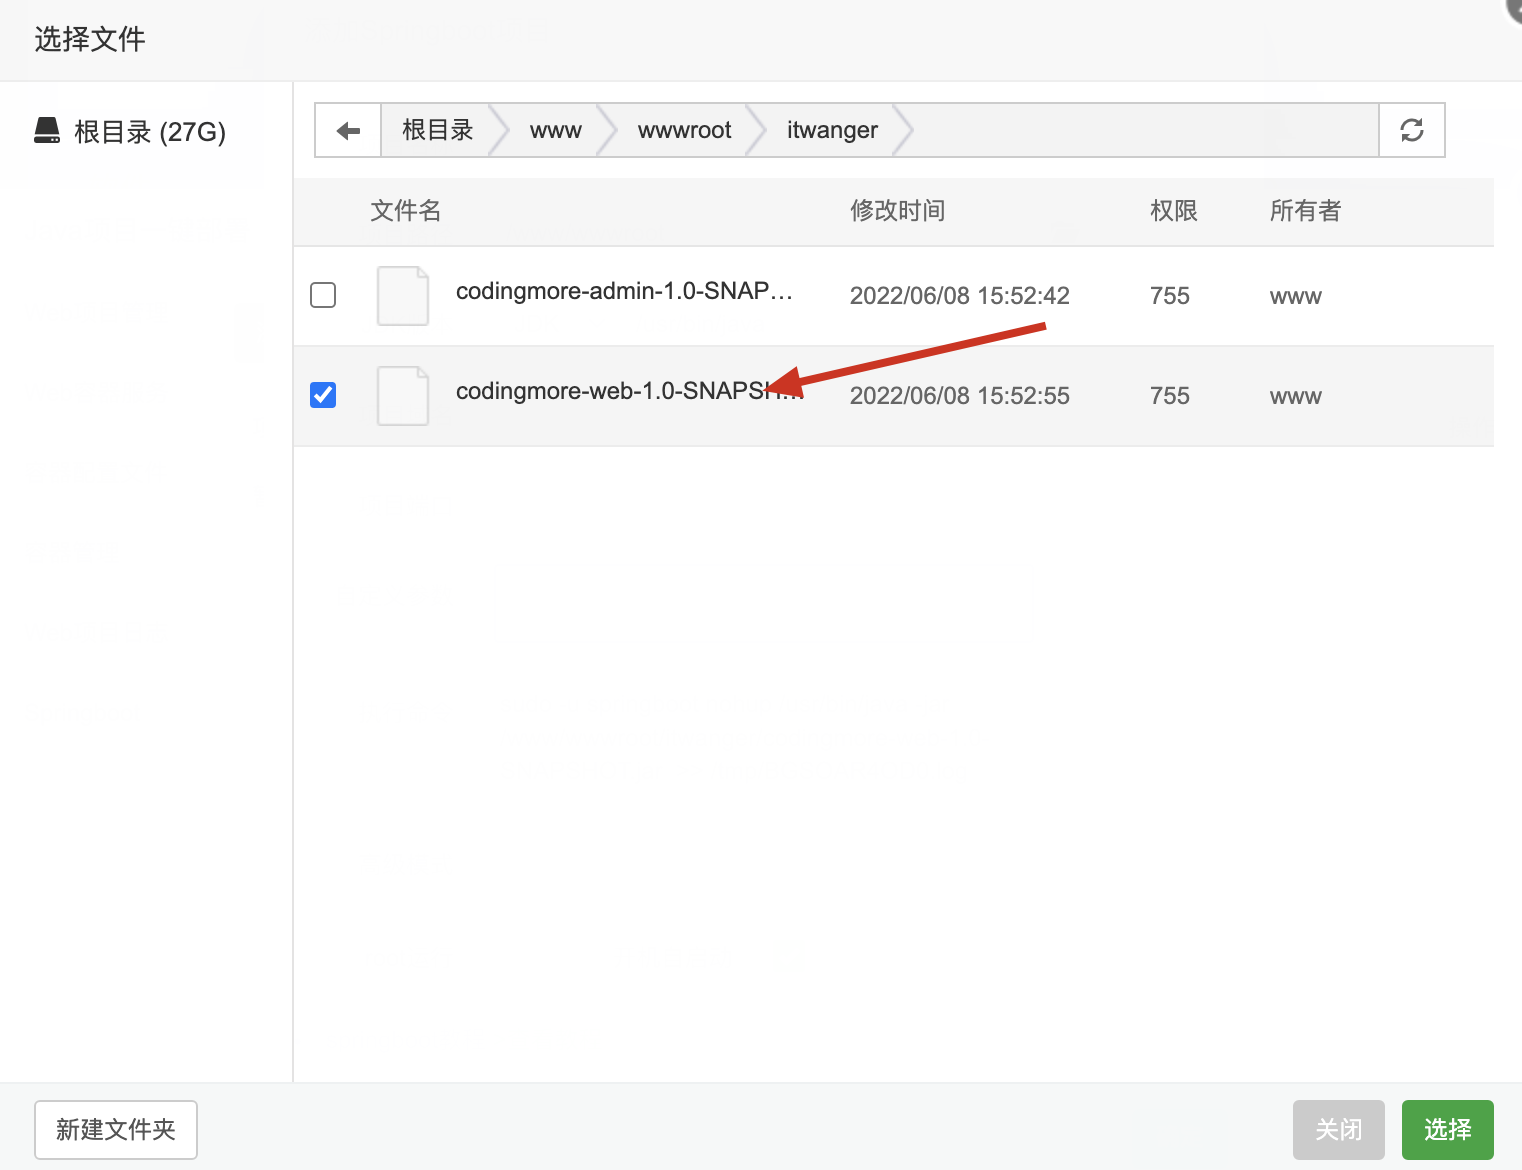 选择文件
根目录 (27G)
根目录 www wwwroot itwanger
文件名 修改时间 权限 所有者
codingmore-admin-1.0-SNAP... 2022/06/08 15:52:42 755 www
codingmore-web-1.0-SNAPSH... 2022/06/08 15:52:55 755 www
新建文件夹 关闭 选择